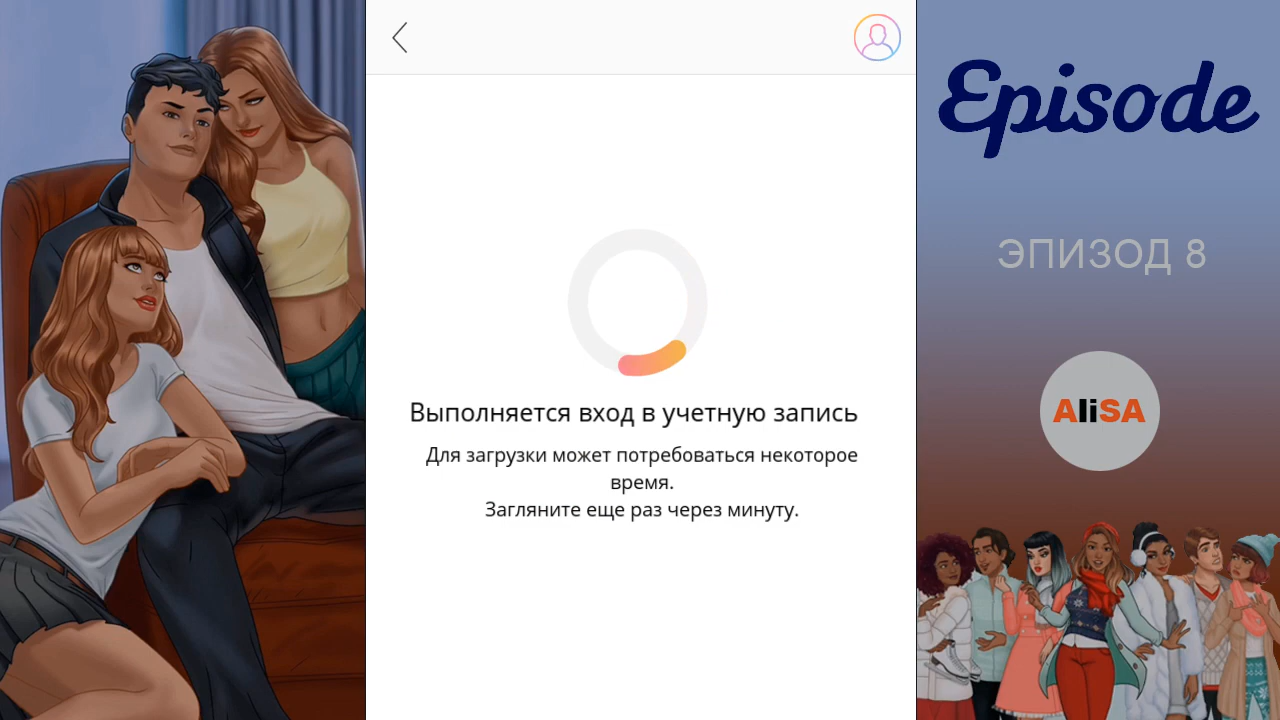 Episode
ЭПИЗОД 8
AliSA
Выполняется вход в учетную запись
Для загрузки может потребоваться некоторое
время.
Загляните еще раз через минуту.